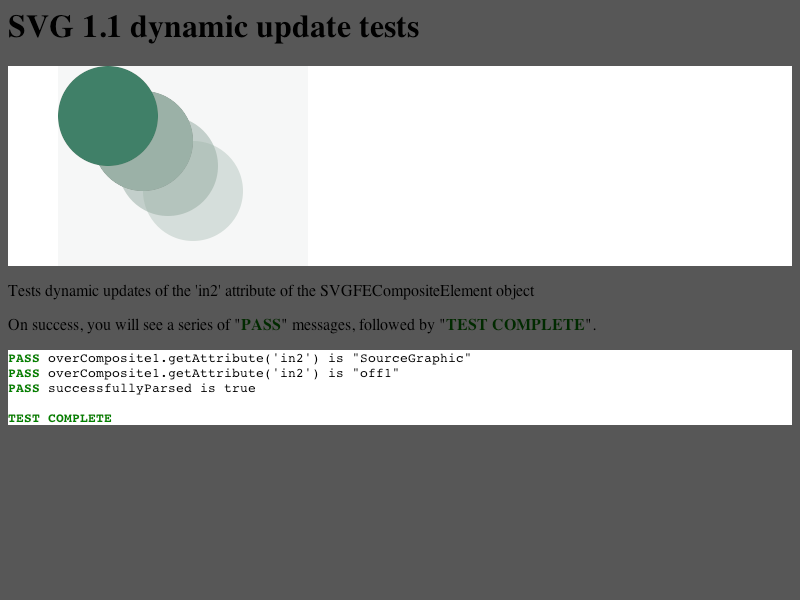 SVG 1.1 dynamic update tests
Tests dynamic updates of the 'in2' attribute of the SVGFECompositeElement object
On success, you will see a series of "PASS" messages, followed by "TEST COMPLETE".
PASS overComposite1.getAttribute('in2') is "SourceGraphic"
PASS overComposite1.getAttribute('in2') is "off1"
PASS successfullyParsed is true
TEST COMPLETE